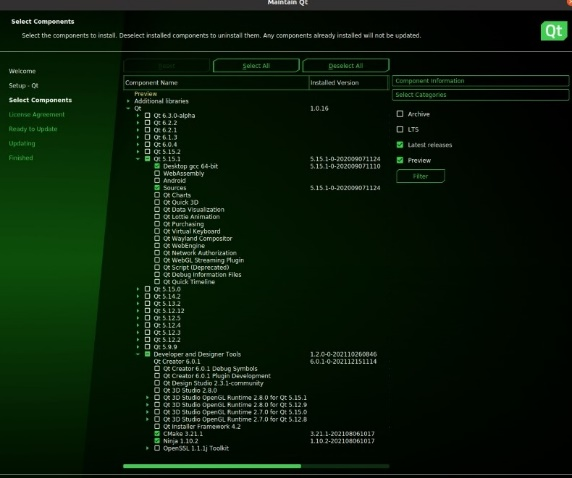 Maintain Qt
Select Components
Select the components to install. Deselect installed components to uninstall them. Any components already installed will not be updated.
Qt
Welcome
Setup - Qt
Select Components
License Agreement
Ready to Update
Updating
Finished
Select All
Deselect All
Component Name
Installed Version
Preview
Additional libraries
Qt 1.0.16
Qt 6.3.0-alpha
Qt 6.2.2
Qt 6.2.1
Qt 6.1.3
Qt 6.0.4
Qt 5.15.2
Qt 5.15.1 5.15.1-0-202009071124
Desktop gcc 64-bit 5.15.1-0-202009071110
WebAssembly
Android
Sources 5.15.1-0-202009071124
Qt Charts
Qt Quick 3D
Qt Data Visualization
Qt Lottie Animation
Qt Purchasing
Qt Virtual Keyboard
Qt Wayland Compositor
Qt WebEngine
Qt Network Authorization
Qt WebGL Streaming Plugin
Qt Script (Deprecated)
Qt Debug Information Files
Qt Quick Timeline
Qt 5.15.0
Qt 5.14.2
Qt 5.13.2
Qt 5.12.12
Qt 5.12.5
Qt 5.12.4
Qt 5.12.3
Qt 5.12.2
Qt 5.9.9
Developer and Designer Tools 1.2.0-0-202110260846
Qt Creator 6.0.1 6.0.1-0-202112151114
Qt Creator 6.0.1 Debug Symbols
Qt Creator 6.0.1 Plugin Development
Qt Design Studio 2.3.1-community
Qt 3D Studio 2.8.0
Qt 3D Studio OpenGL Runtime 2.8.0 for Qt 5.15.1
Qt 3D Studio OpenGL Runtime 2.8.0 for Qt 5.12.9
Qt 3D Studio OpenGL Runtime 2.7.0 for Qt 5.15.0
Qt 3D Studio OpenGL Runtime 2.7.0 for Qt 5.12.8
Qt Installer Framework 4.2
CMake 3.21.1 3.21.1-202108061017
Ninja 1.10.2 1.10.2-202108061017
OpenSSL 1.1.1j Toolkit
Component Information
Select Categories
Archive
LTS
Latest releases
Preview
Filter